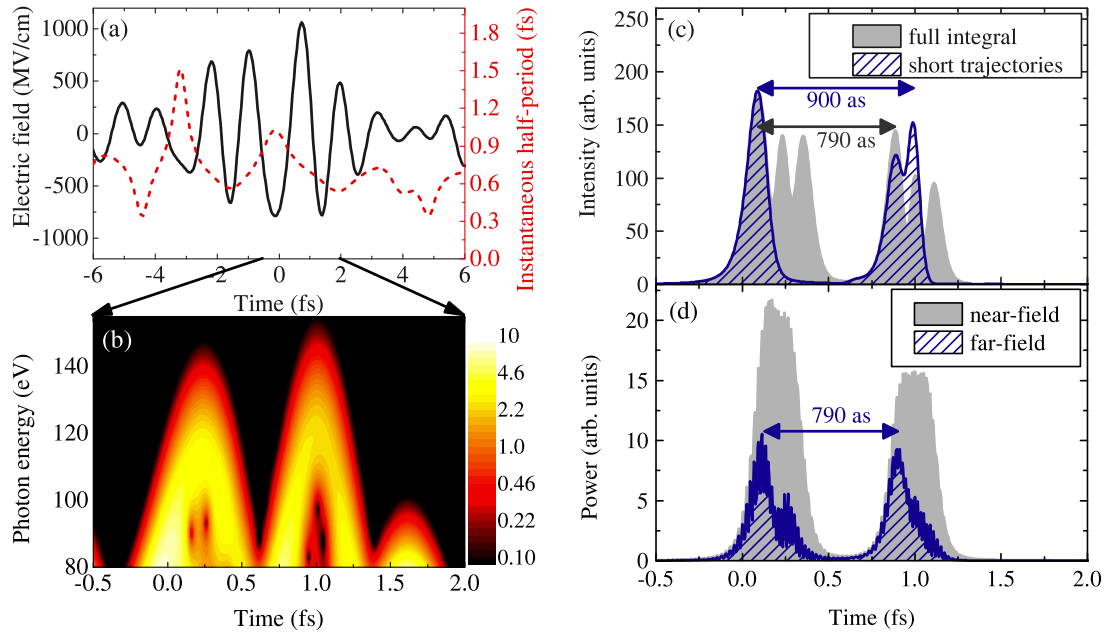 (a)
Electric field (MV/cm)
1000
500
0
-500
-1000
Instantaneous half-period (fs)
1.8
1.5
1.2
0.9
0.6
0.3
0.0
-6 -4 -2 0 2 4 6
Time (fs)
(b)
Photon energy (eV)
140
120
100
80
-0.5 0.0 0.5 1.0 1.5 2.0
Time (fs)
10
4.6
2.2
1.0
0.46
0.22
0.10
(c)
full integral
short trajectories
900 as
790 as
Intensity (arb. units)
250
200
150
100
50
0
(d)
near-field
far-field
790 as
Power (arb. units)
20
15
10
5
0
-0.5 0.0 0.5 1.0 1.5 2.0
Time (fs)